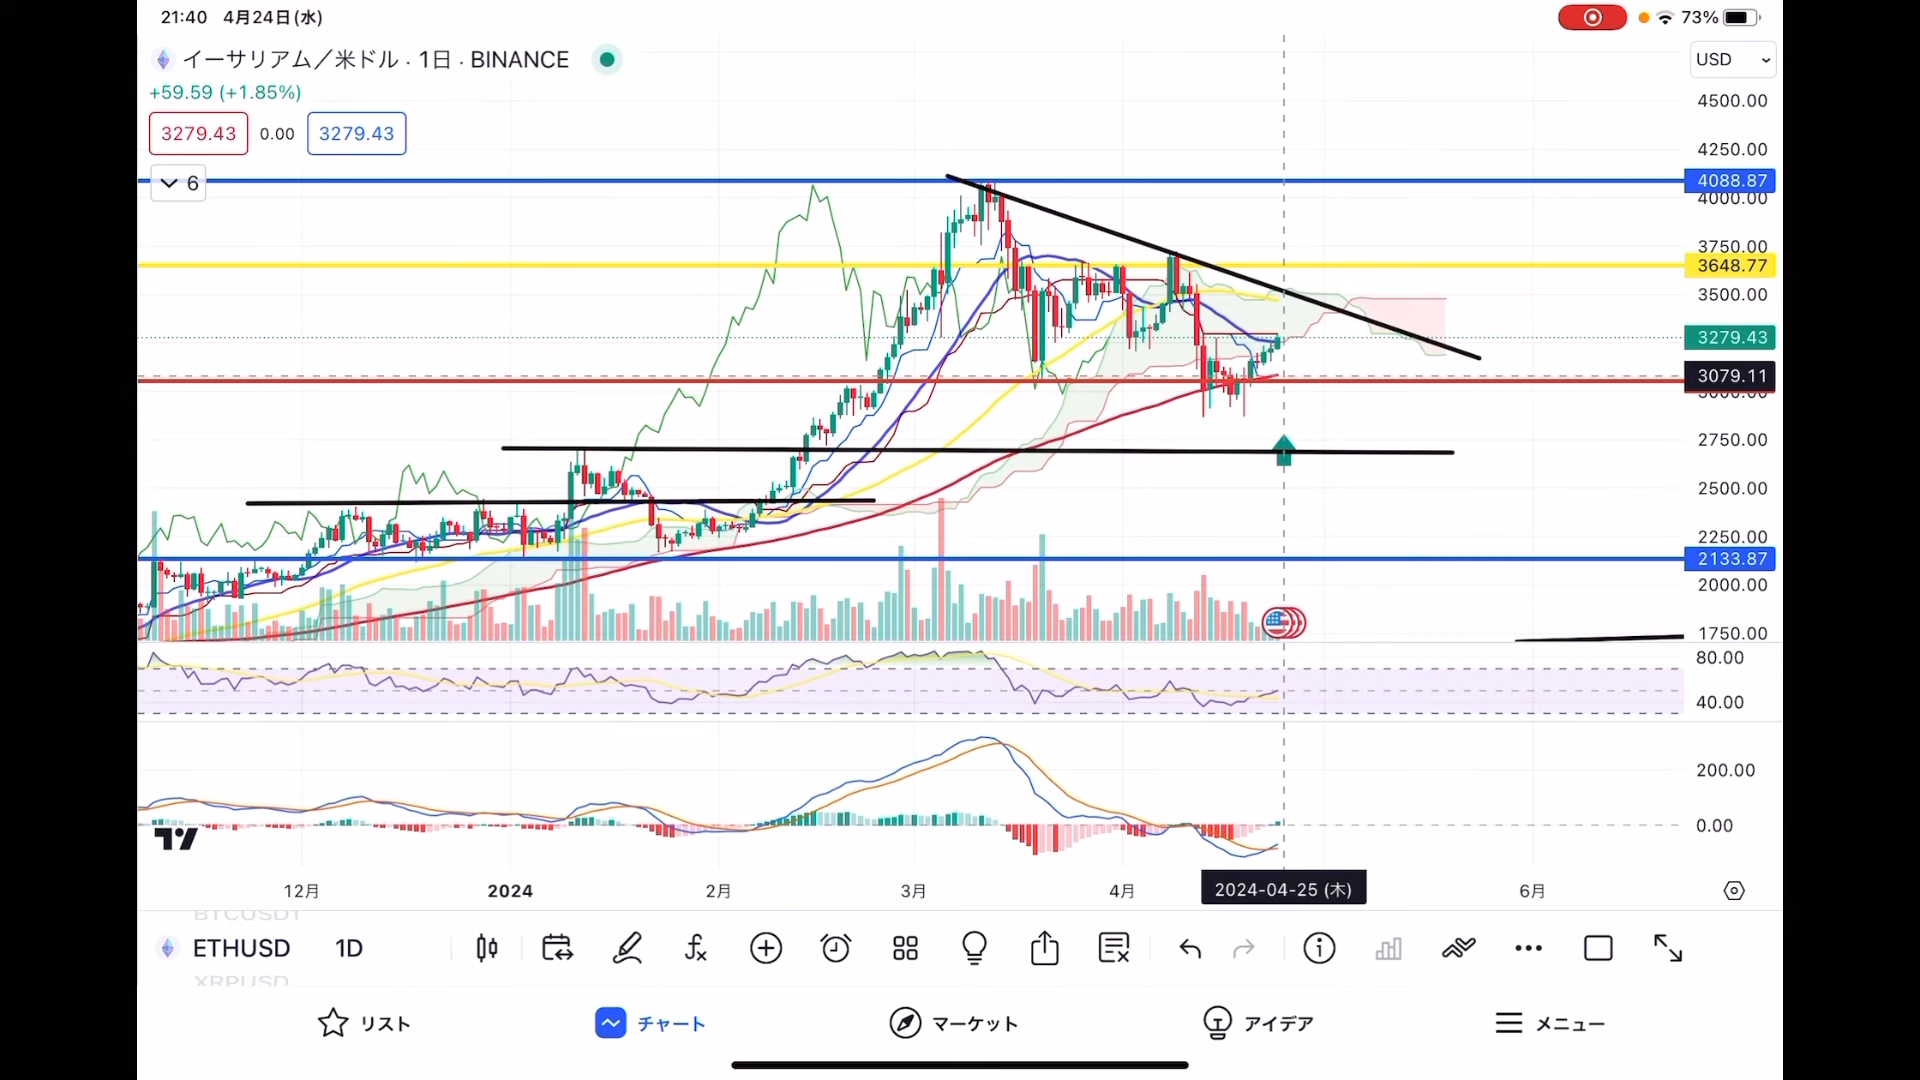 21:40 4月24日(水)
73%
イーサリアム／米ドル · 1日 · BINANCE
USD
+59.59 (+1.85%)
3279.43 0.00 3279.43
6
4500.00
4250.00
4088.87
4000.00
3750.00
3648.77
3500.00
3279.43
3079.11
3000.00
2750.00
2500.00
2250.00
2133.87
2000.00
1750.00
80.00
40.00
200.00
0.00
12月 2024 2月 3月 4月 2024-04-25 (木) 6月
BTCUSDT
ETHUSD 1D
XRPUSD
リスト チャート マーケット アイデア メニュー